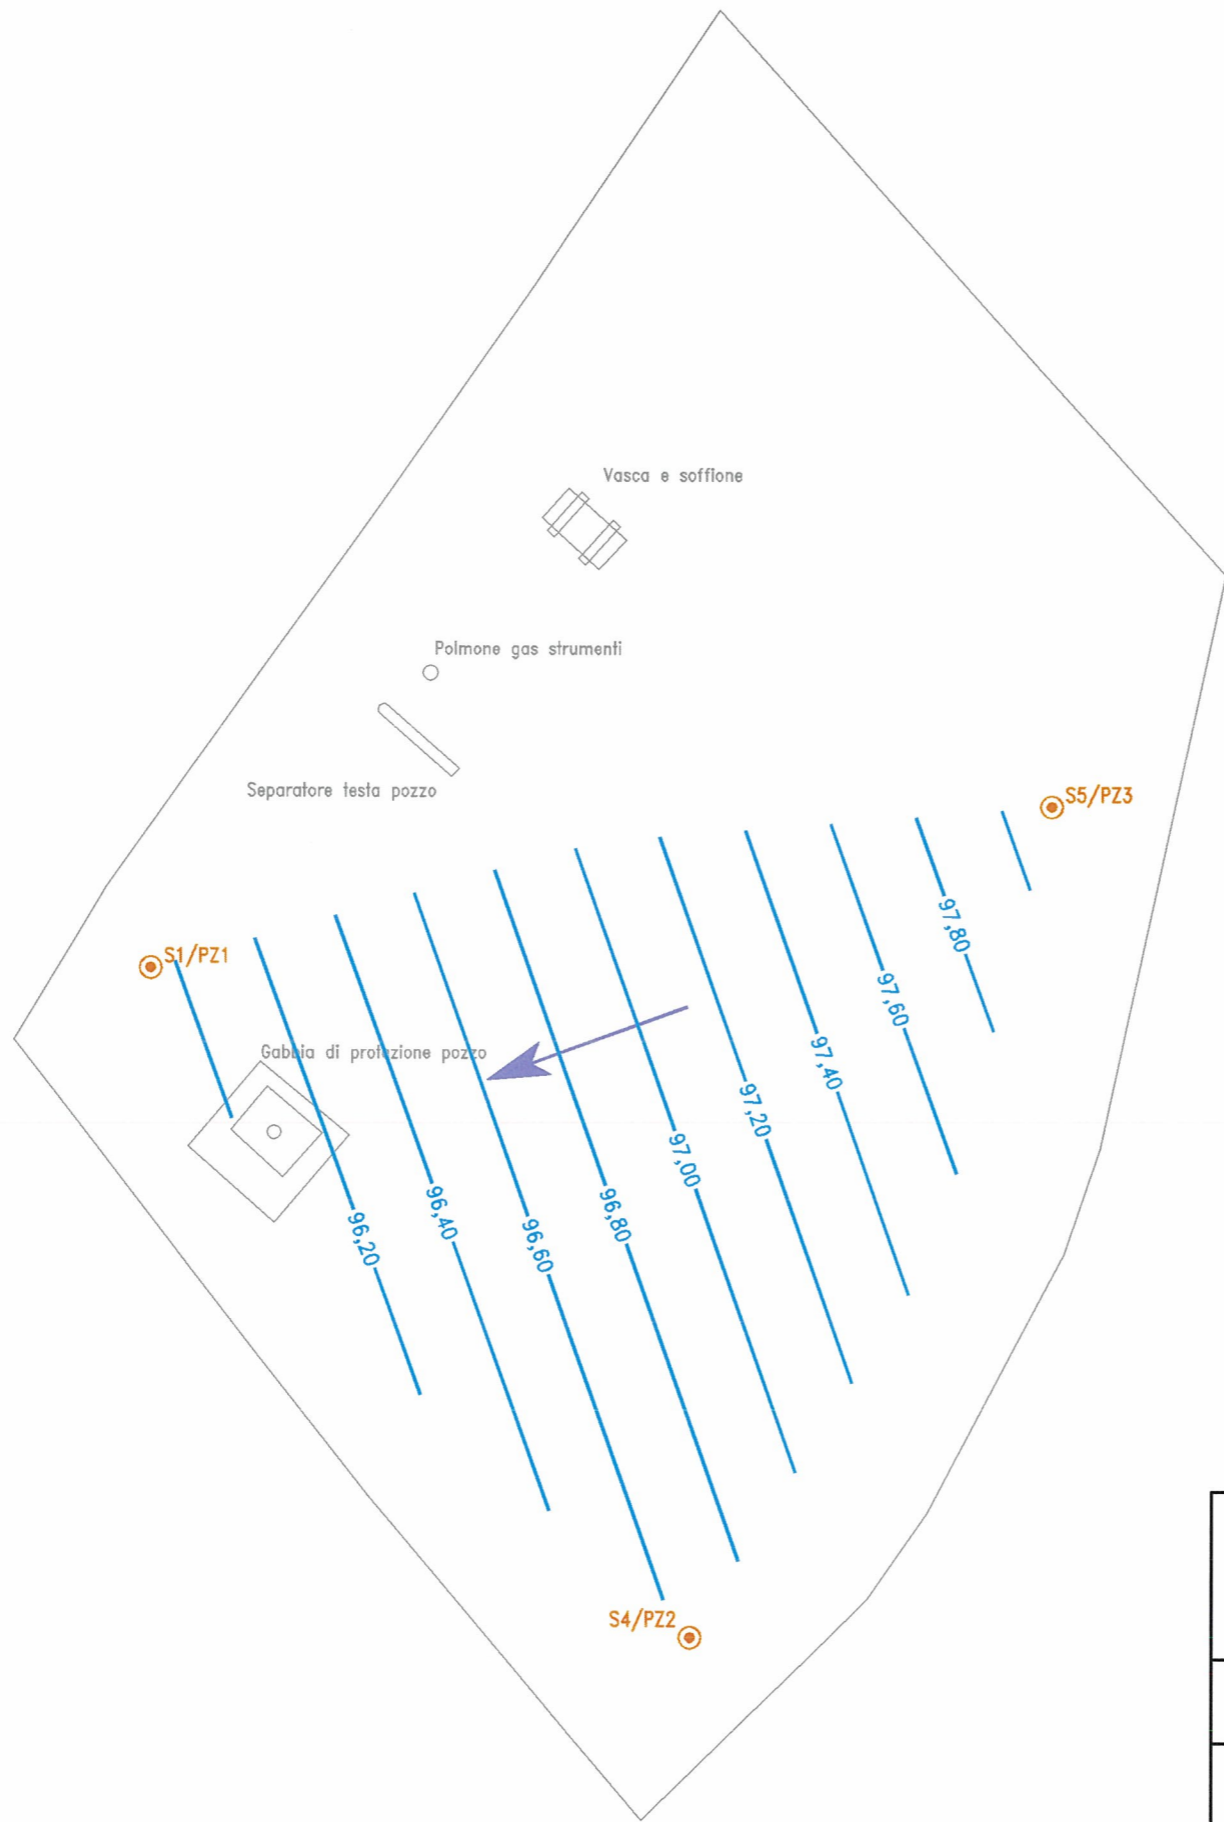 Vasca e soffione
Polmone gas strumenti
Separatore testa pozzo
S5/PZ3
S1/PZ1
Gabbia di protezione pozzo
97,80
97,60
97,40
97,20
97,00
96,80
96,60
96,40
96,20
S4/PZ2